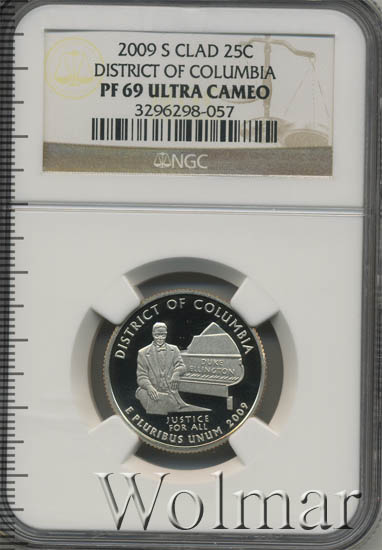 2009 S CLAD 25C
DISTRICT OF COLUMBIA
PF 69 ULTRA CAMEO
3296298-057
NGC
DISTRICT OF COLUMBIA
DUKE
ELLINGTON
JUSTICE
FOR ALL
E PLURIBUS UNUM 2009
Wolmar